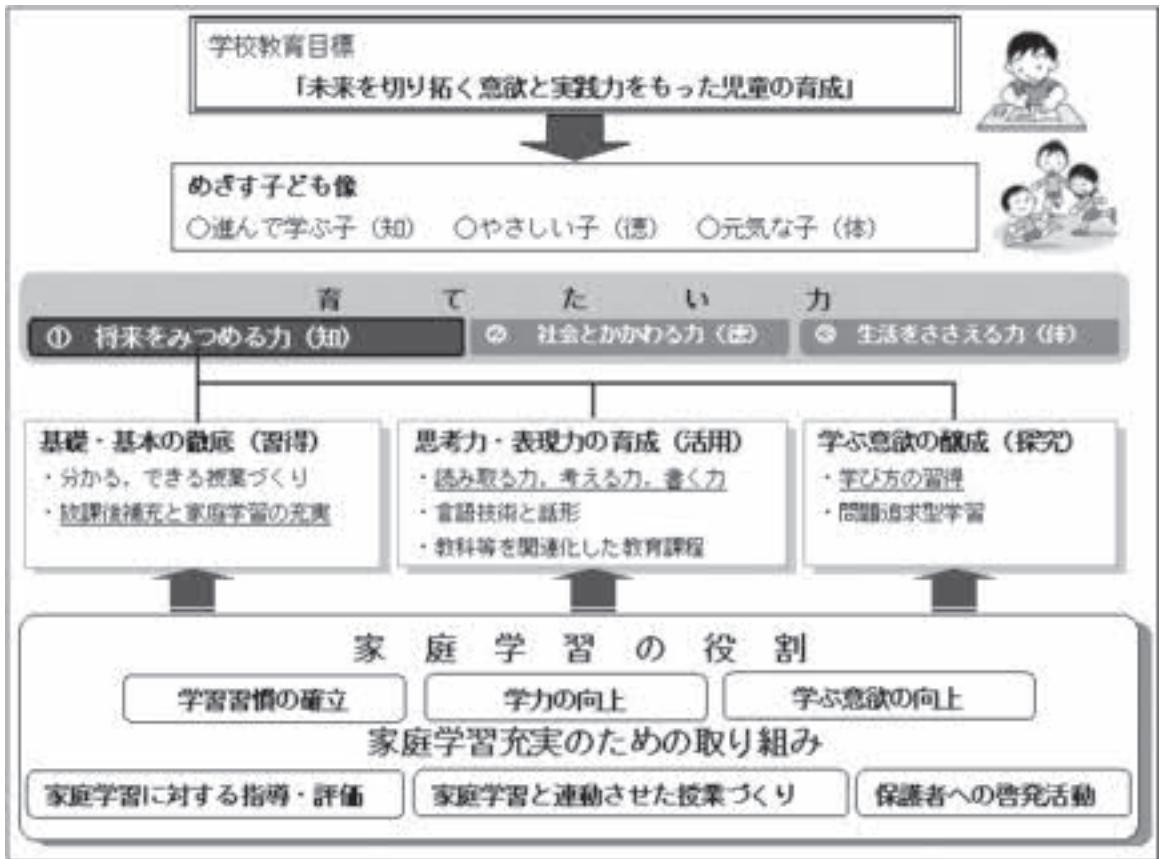 学校教育目標
「未来を切り拓く意欲と実践力をもった児童の育成」
めざす子ども像
○進んで学ぶ子（知） ○やさしい子（徳） ○元気な子（体）
育てたい力
① 将来をみつめる力（知）
② 社会とかかわる力（徳）
③ 生活をささえる力（体）
基礎・基本の徹底（習得）
・分かる，できる授業づくり
・放課後補充と家庭学習の充実
思考力・表現力の育成（活用）
・読み取る力，考える力，書く力
・言語技術と話形
・教科等を関連化した教育課程
学ぶ意欲の醸成（探究）
・学び方の習得
・問題追求型学習
家庭学習の役割
学習習慣の確立
学力の向上
学ぶ意欲の向上
家庭学習充実のための取り組み
家庭学習に対する指導・評価
家庭学習と連動させた授業づくり
保護者への啓発活動